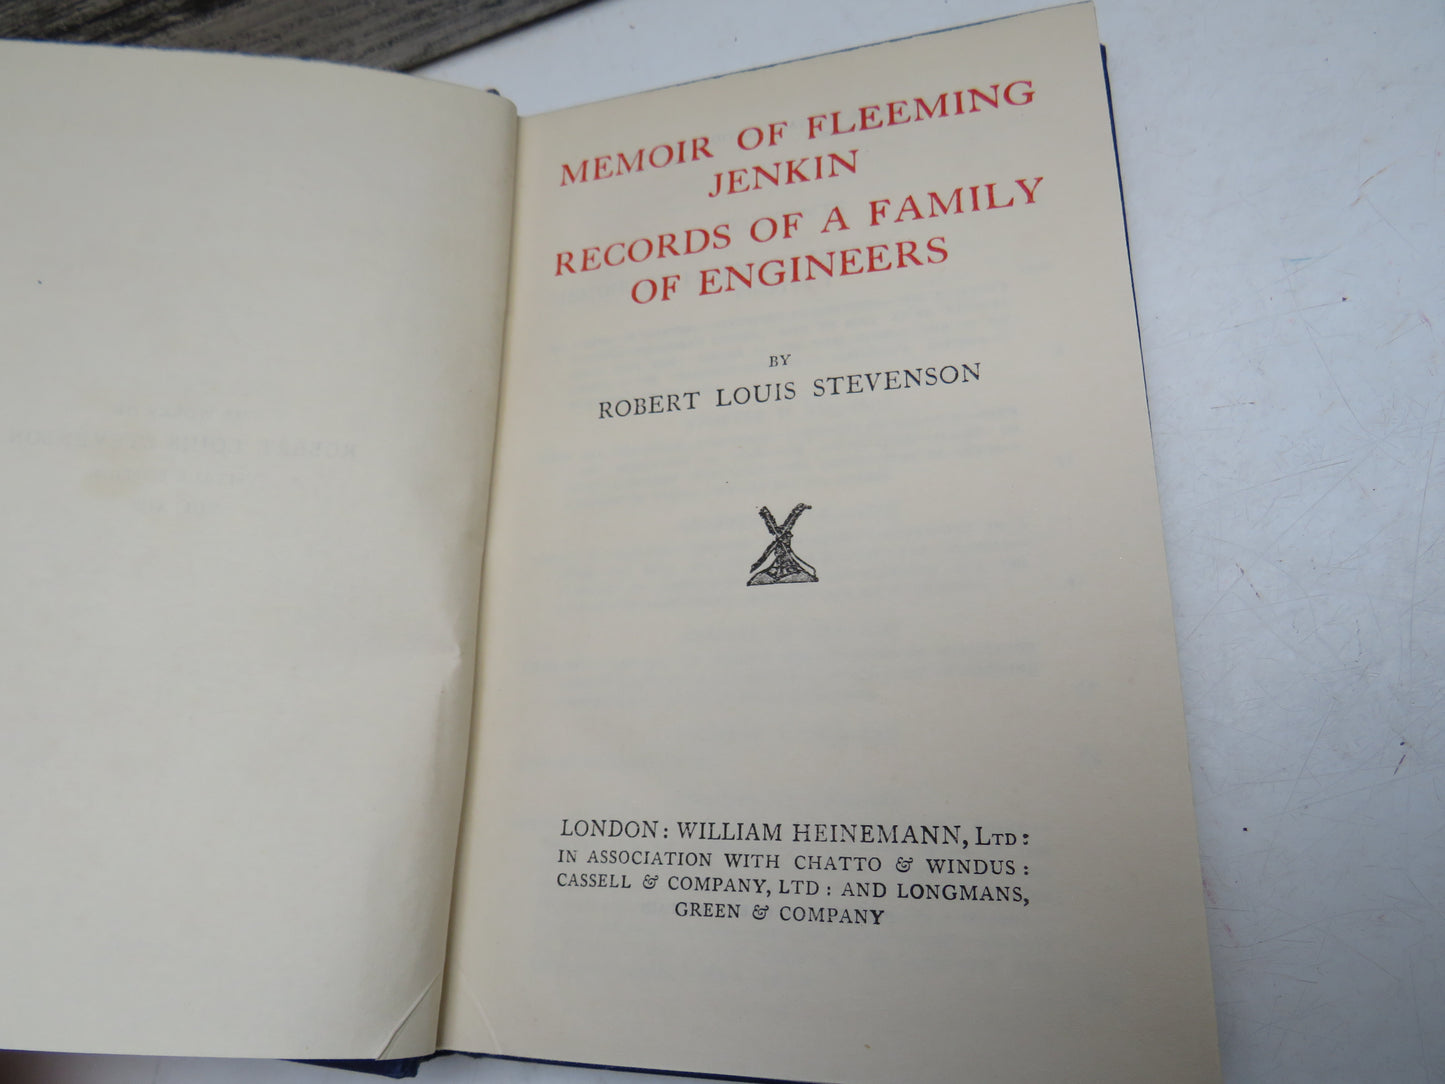 MEMOIR OF FLEEMING
JENKIN
RECORDS OF A FAMILY
OF ENGINEERS
BY
ROBERT LOUIS STEVENSON
LONDON: WILLIAM HEINEMANN, LTD:
IN ASSOCIATION WITH CHATTO & WINDUS:
CASSELL & COMPANY, LTD: AND LONGMANS,
GREEN & COMPANY